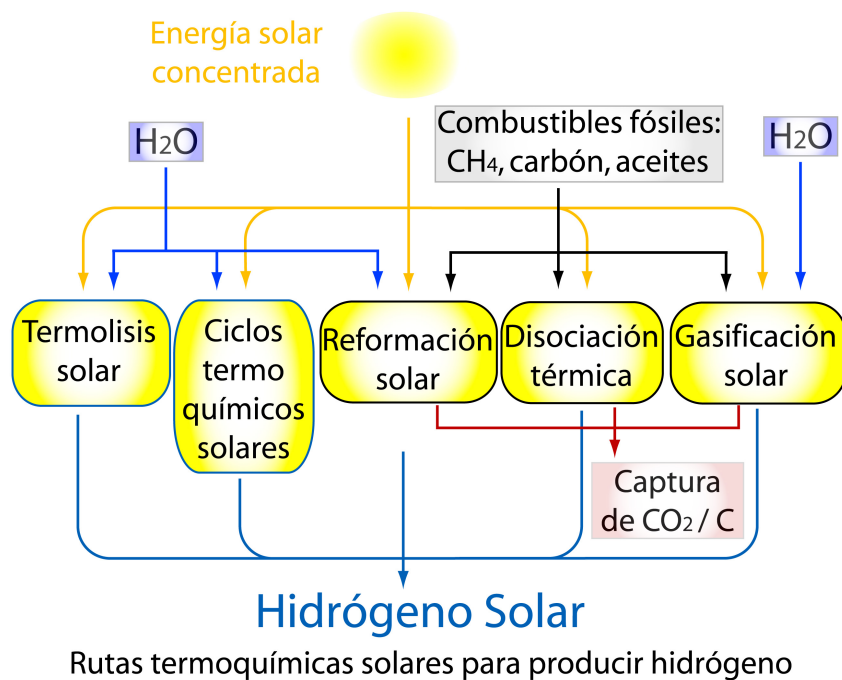 Energía solar
concentrada
H2O
Combustibles fósiles:
CH4, carbón, aceites
H2O
Termolisis
solar
Ciclos
termo
químicos
solares
Reformación
solar
Disociación
térmica
Gasificación
solar
Captura
de CO2 / C
Hidrógeno Solar
Rutas termoquímicas solares para producir hidrógeno